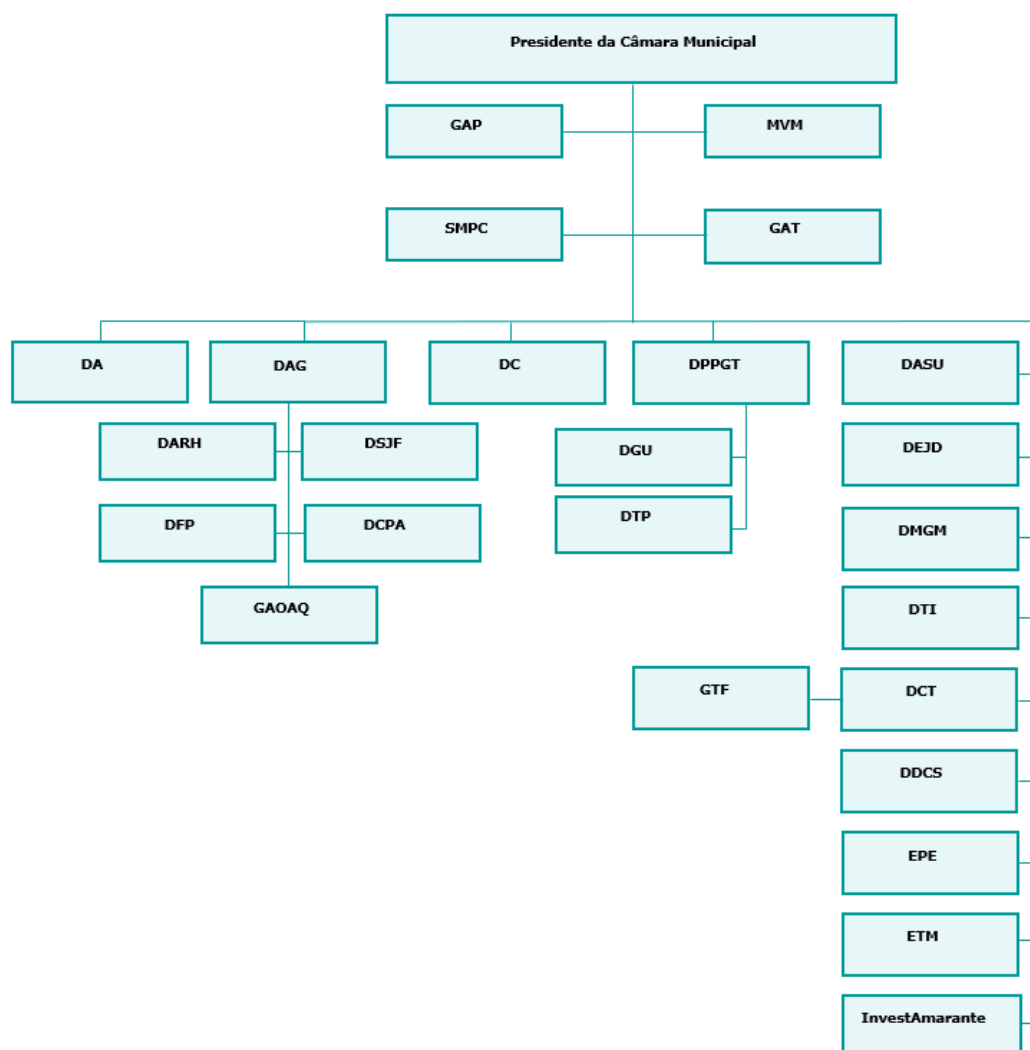 Presidente da Câmara Municipal
GAP
MVM
SMPC
GAT
DA
DAG
DC
DPPGT
DASU
DARH
DSJF
DGU
DEJD
DFP
DCPA
DTP
DMGM
GAOAQ
DTI
GTF
DCT
DDCS
EPE
ETM
InvestAmarante